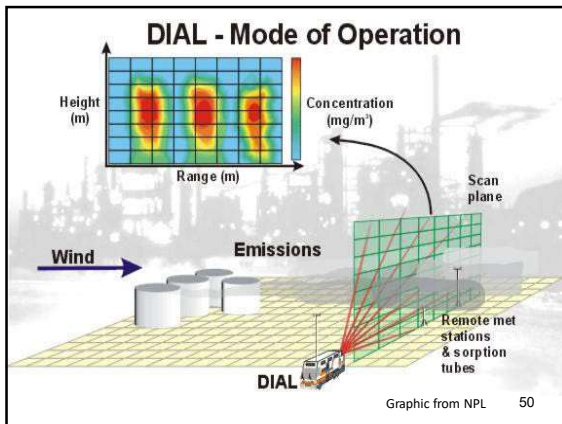 DIAL - Mode of Operation
Height
(m)
Concentration
(mg/m³)
Range (m)
Scan
plane
Wind
Emissions
Remote met
stations
& sorption
tubes
DIAL
Graphic from NPL 50